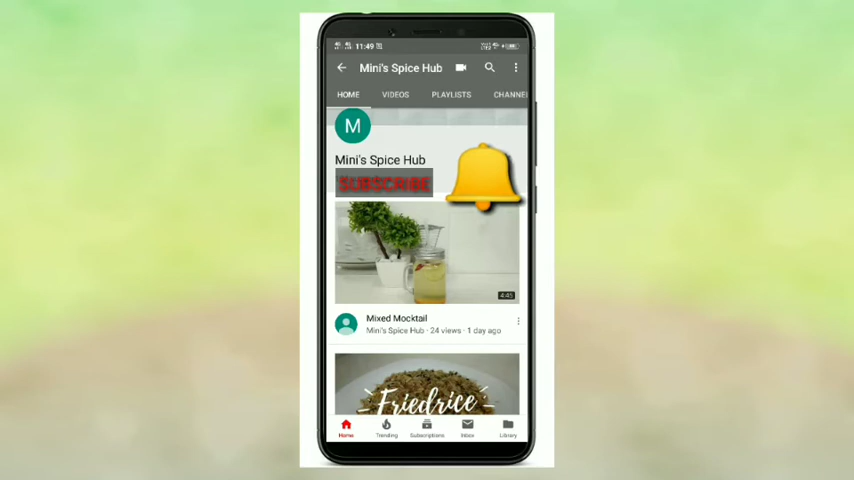 11:49
Mini's Spice Hub
HOME VIDEOS PLAYLISTS CHANNEL
M
Mini's Spice Hub
SUBSCRIBE
4:45
Mixed Mocktail
Mini's Spice Hub · 24 views · 1 day ago
Friedrice
Home Trending Subscriptions Inbox Library